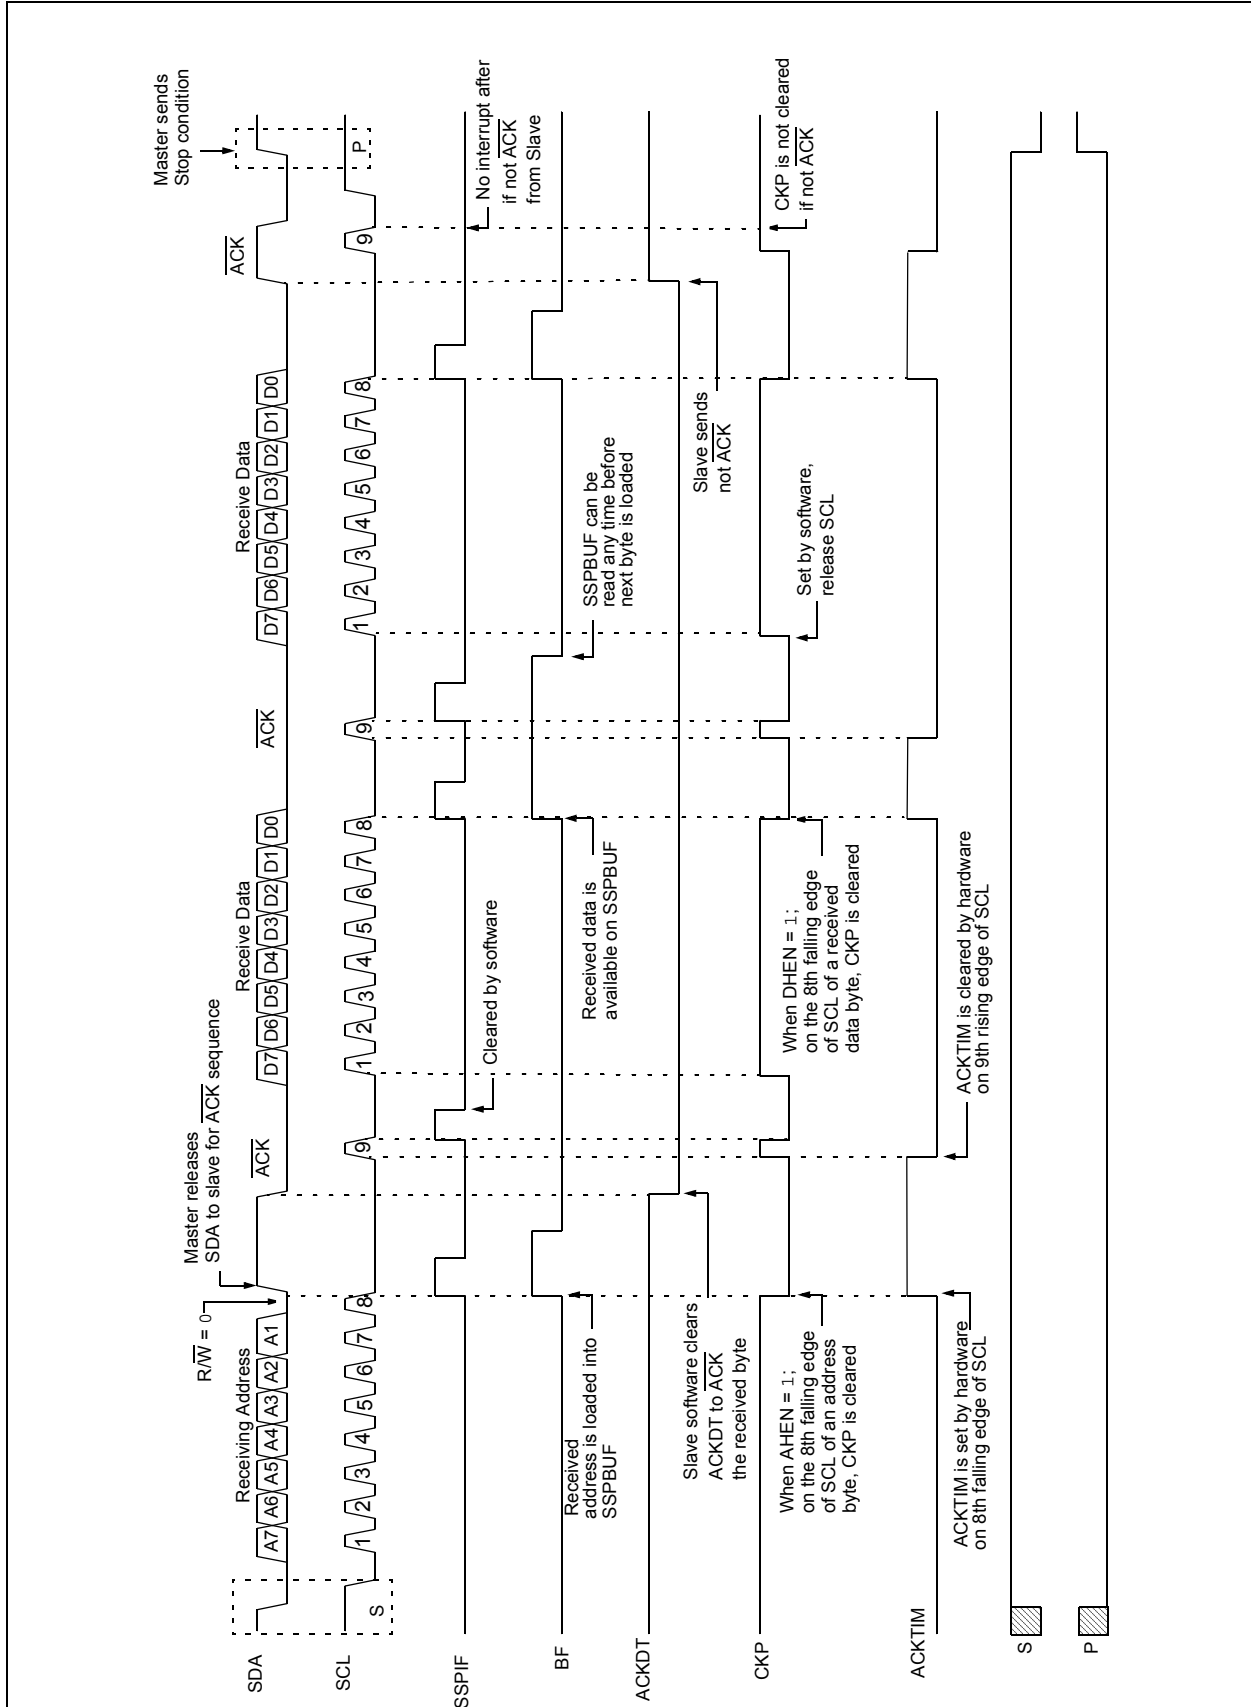 Master sends
Stop condition
Master releases
SDA to slave for ACK sequence
R/W = 0
Receiving Address
Receive Data
Receive Data
ACK
ACK
ACK
SDA
A7 A6 A5 A4 A3 A2 A1
D7 D6 D5 D4 D3 D2 D1 D0
D7 D6 D5 D4 D3 D2 D1 D0
SCL
S
1 2 3 4 5 6 7 8 9
1 2 3 4 5 6 7 8 9
1 2 3 4 5 6 7 8 9
P
SSPIF
Cleared by software
No interrupt after
if not ACK
from Slave
BF
Received
address is loaded into
SSPBUF
Received data is
available on SSPBUF
SSPBUF can be
read any time before
next byte is loaded
ACKDT
Slave software clears
ACKDT to ACK
the received byte
Slave sends
not ACK
CKP
When AHEN = 1;
on the 8th falling edge
of SCL of an address
byte, CKP is cleared
When DHEN = 1;
on the 8th falling edge
of SCL of a received
data byte, CKP is cleared
Set by software,
release SCL
CKP is not cleared
if not ACK
ACKTIM
ACKTIM is set by hardware
on 8th falling edge of SCL
ACKTIM is cleared by hardware
on 9th rising edge of SCL
S
P